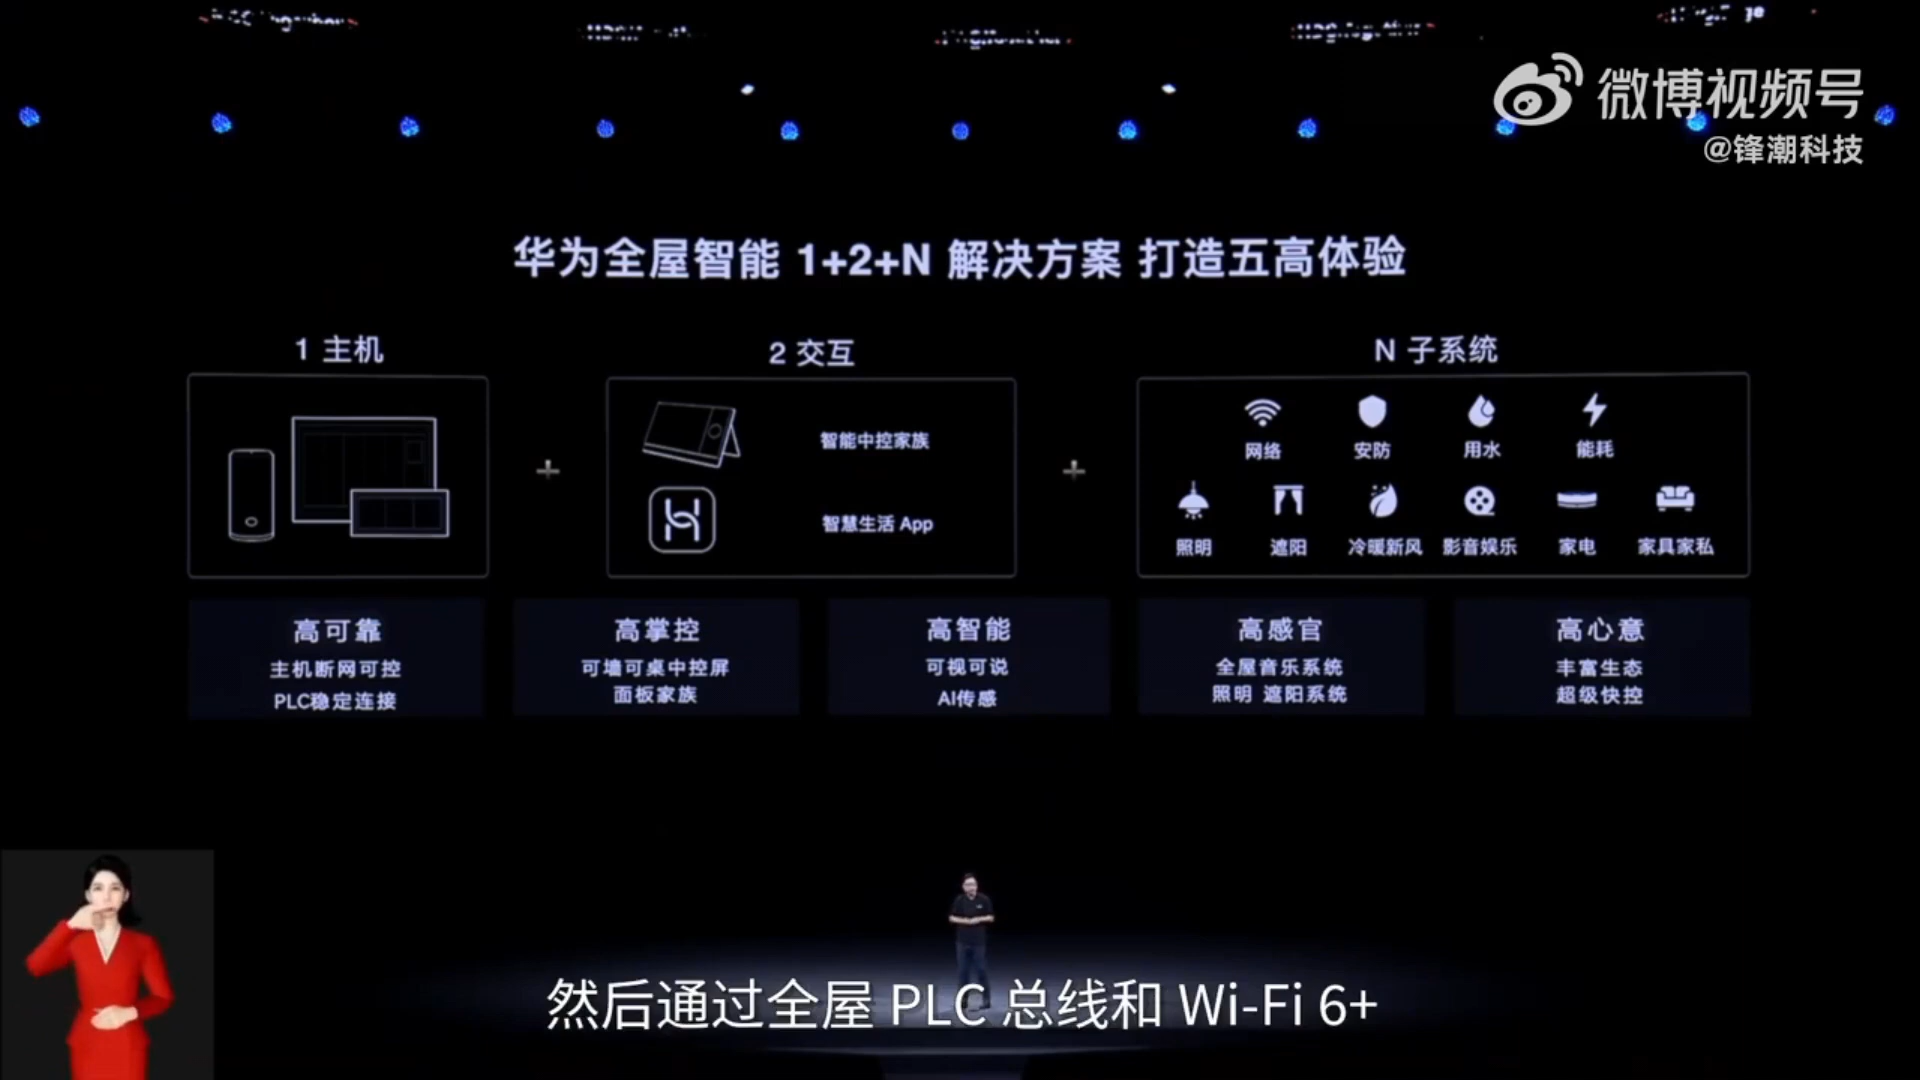 微博视频号
@锋潮科技
华为全屋智能 1+2+N 解决方案 打造五高体验
1 主机
2 交互
N 子系统
智能中控家族
智慧生活 App
网络
安防
用水
能耗
照明
遮阳
冷暖新风
影音娱乐
家电
家具家私
高可靠
主机断网可控
PLC稳定连接
高掌控
可墙可桌中控屏
面板家族
高智能
可视可说
AI传感
高感官
全屋音乐系统
照明 遮阳系统
高心意
丰富生态
超级快控
然后通过全屋 PLC 总线和 Wi-Fi 6+